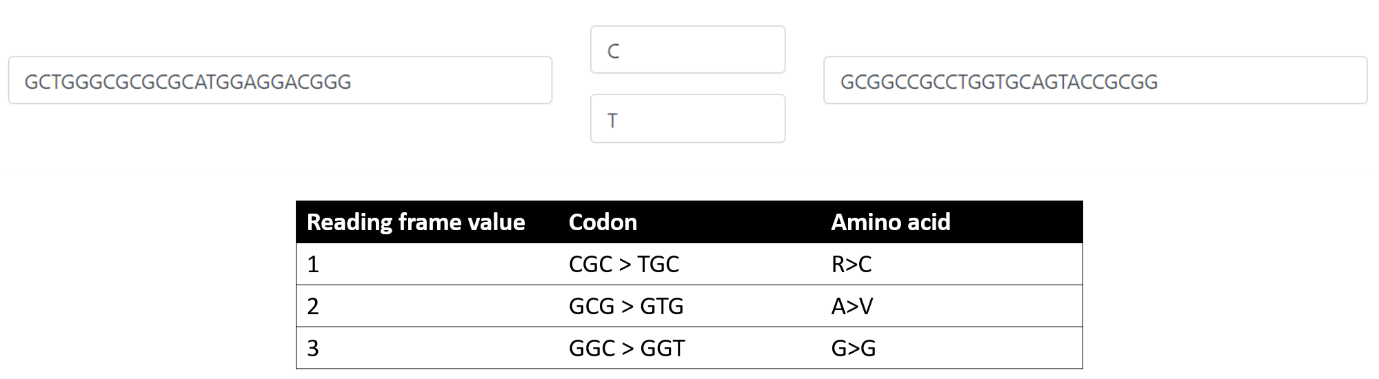 GCTGGGCGCGCGCATGGAGGACGGG
C
T
GCGGCCGCCTGGTGCAGTACCGCGG
Reading frame value Codon Amino acid
1 CGC > TGC R>C
2 GCG > GTG A>V
3 GGC > GGT G>G